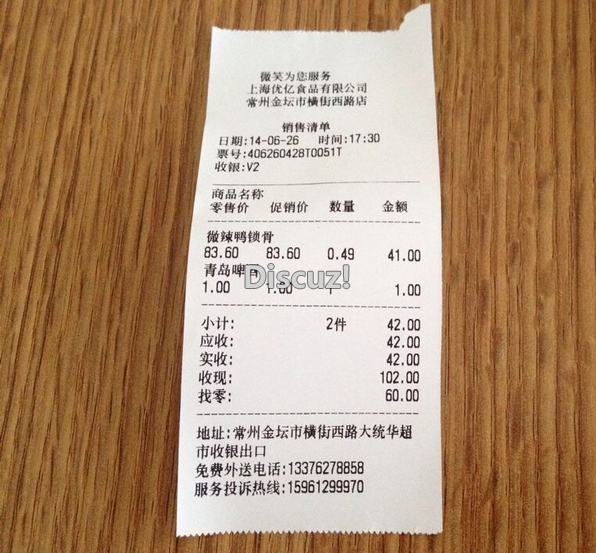 微笑为您服务
上海优亿食品有限公司
常州金坛市横街西路店
销售清单
日期:14-06-26 时间:17:30
票号:406260428T0051T
收银:V2
商品名称
零售价 促销价 数量 金额
微辣鸭锁骨
83.60 83.60 0.49 41.00
青岛啤酒
Discuz!
1.00 1.00 1 1.00
小计: 2件 42.00
应收: 42.00
实收: 42.00
收现: 102.00
找零: 60.00
地址:常州金坛市横街西路大统华超
市收银出口
免费外送电话:13376278858
服务投诉热线:15961299970